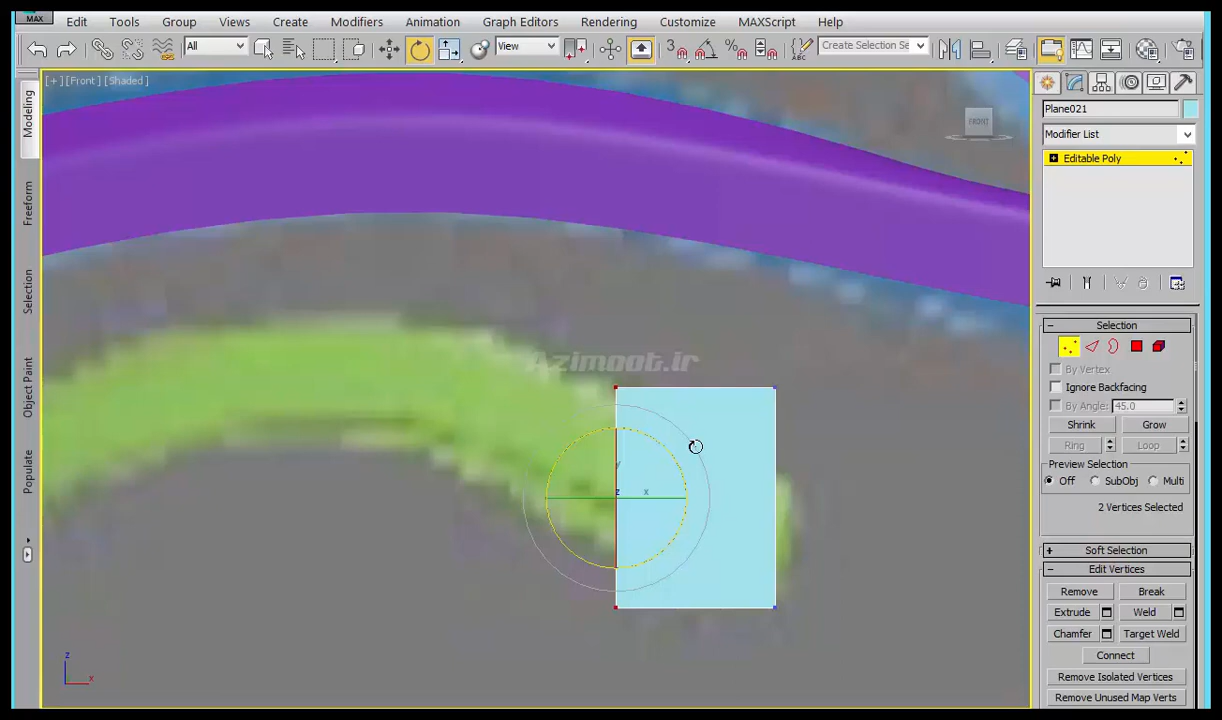 MAX
Edit Tools Group Views Create Modifiers Animation Graph Editors Rendering Customize MAXScript Help
All View 3 Create Selection Se
[+] [Front] [Shaded]
FRONT
Modeling
Freeform
Selection
Object Paint
Populate
Azimoot.ir
y
z x
z
x
Plane021
Modifier List
Editable Poly
Selection
By Vertex
Ignore Backfacing
By Angle: 45.0
Shrink Grow
Ring Loop
Preview Selection
Off SubObj Multi
2 Vertices Selected
Soft Selection
Edit Vertices
Remove Break
Extrude Weld
Chamfer Target Weld
Connect
Remove Isolated Vertices
Remove Unused Map Verts